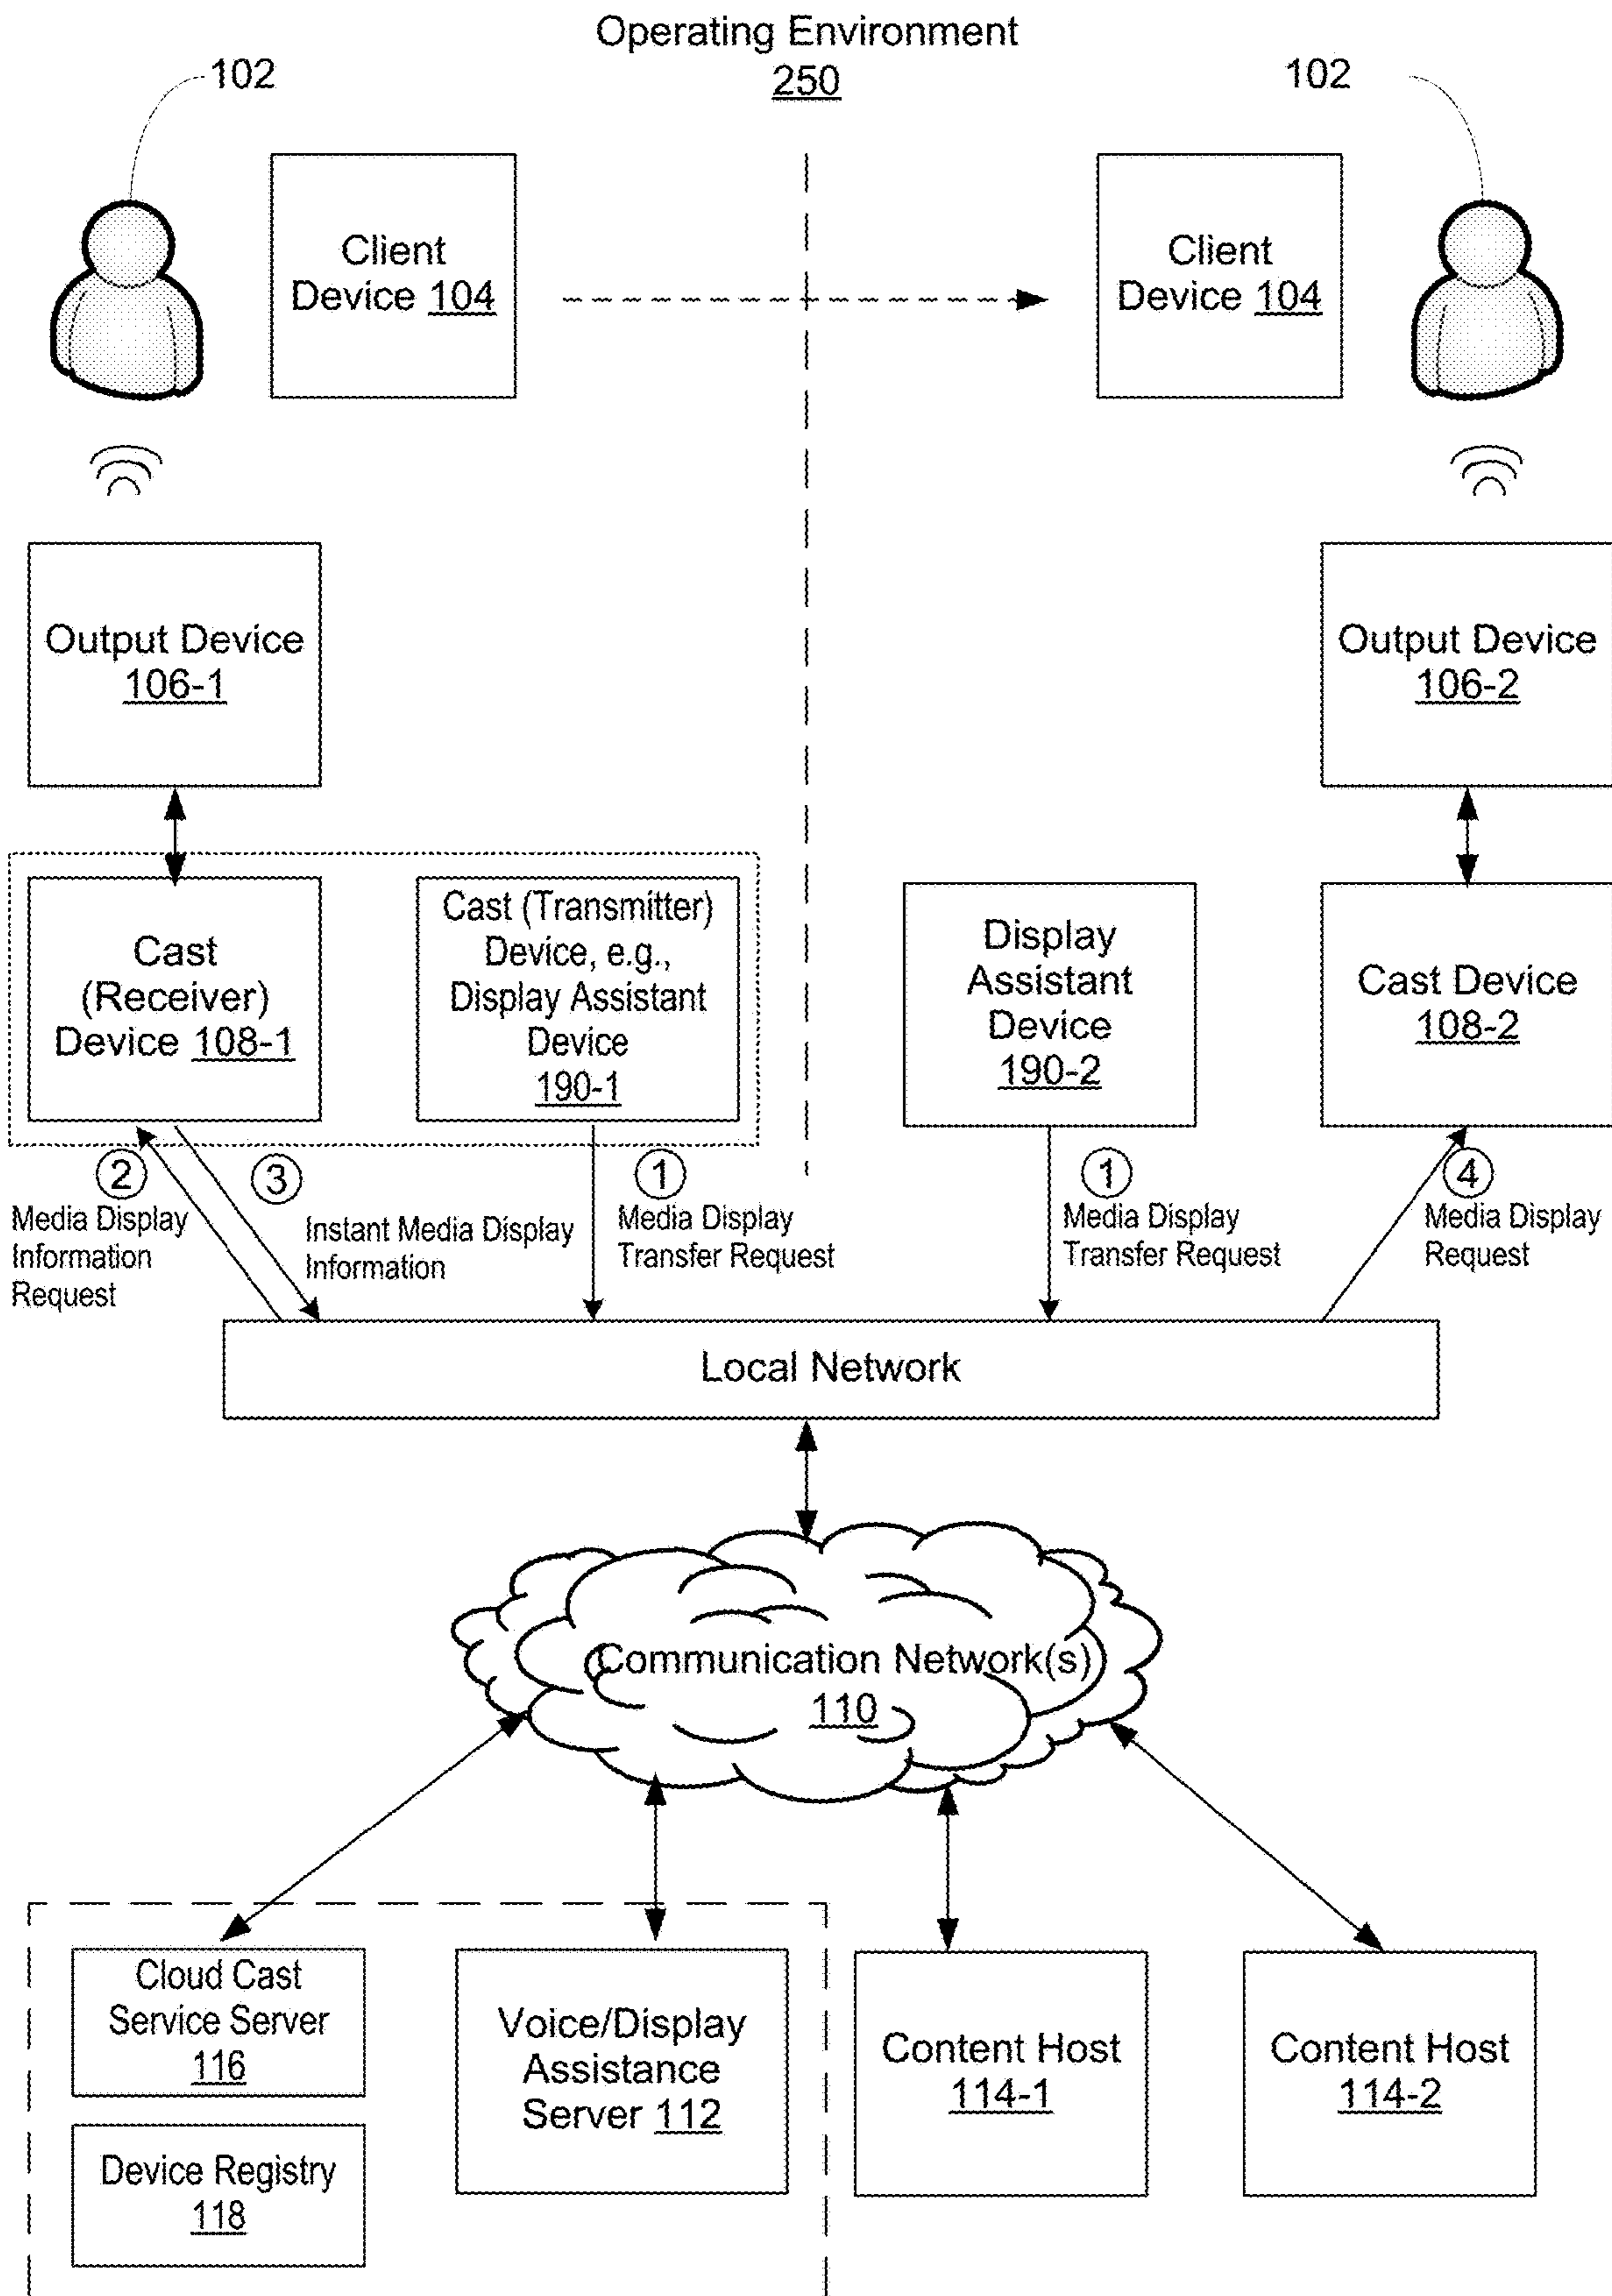 Operating Environment
250
102
102
Client
Device 104
Client
Device 104
Output Device
106-1
Output Device
106-2
Cast
(Receiver)
Device 108-1
Cast (Transmitter)
Device, e.g.,
Display Assistant
Device
190-1
Display
Assistant
Device
190-2
Cast Device
108-2
2
Media Display
Information
Request
3
Instant Media Display
Information
1
Media Display
Transfer Request
1
Media Display
Transfer Request
4
Media Display
Request
Local Network
Communication Network(s)
110
Cloud Cast
Service Server
116
Device Registry
118
Voice/Display
Assistance
Server 112
Content Host
114-1
Content Host
114-2